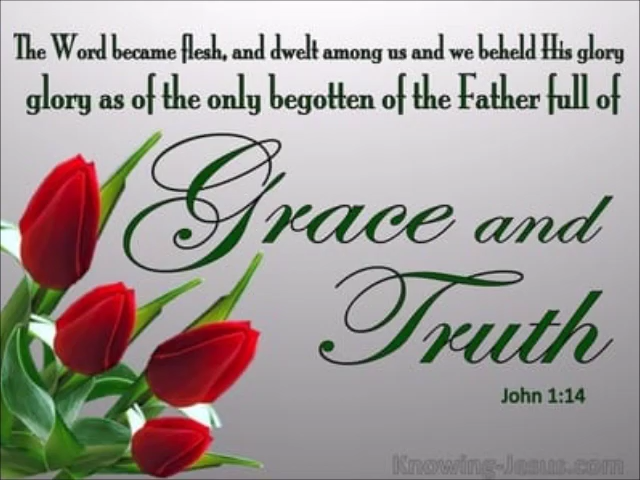 The Word became flesh, and dwelt among us and we beheld His glory
glory as of the only begotten of the Father full of
Grace and
Truth
John 1:14
Knowing-Jesus.com